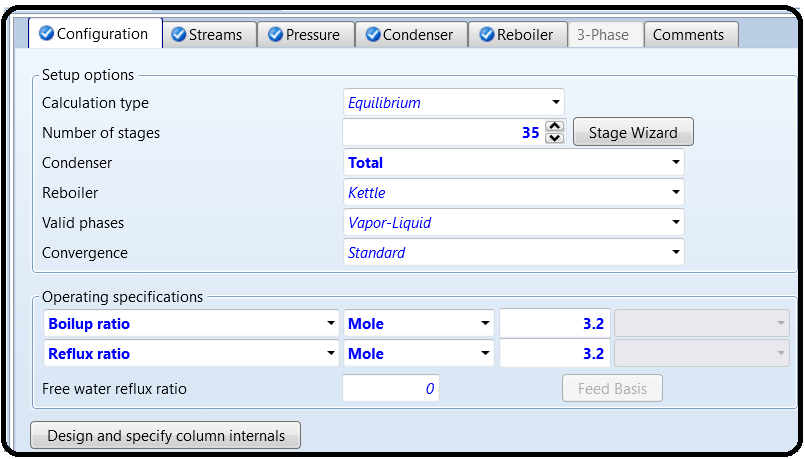 Configuration Streams Pressure Condenser Reboiler 3-Phase Comments
Setup options
Calculation type Equilibrium
Number of stages 35 Stage Wizard
Condenser Total
Reboiler Kettle
Valid phases Vapor-Liquid
Convergence Standard
Operating specifications
Boilup ratio Mole 3.2
Reflux ratio Mole 3.2
Free water reflux ratio 0 Feed Basis
Design and specify column internals